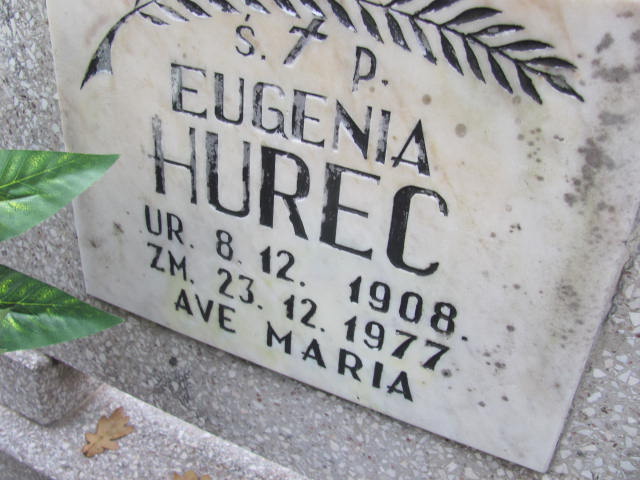 Ś. † P.
EUGENIA
HUREC
UR. 8. 12. 1908.
ZM. 23. 12. 1977
AVE MARIA